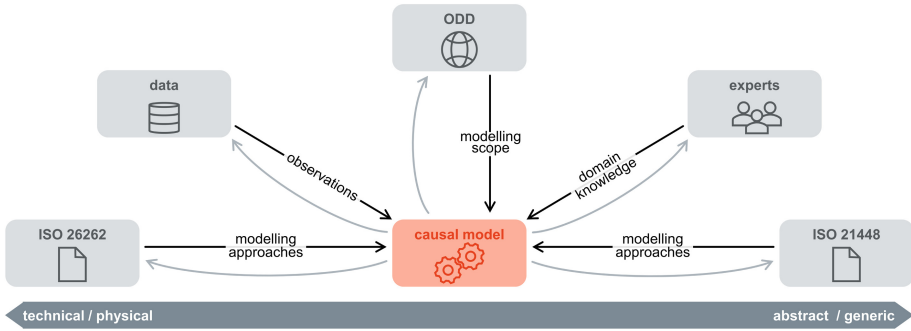 ODD
data
experts
observations
modelling
scope
domain
knowledge
ISO 26262
modelling
approaches
causal model
modelling
approaches
ISO 21448
technical / physical
abstract / generic